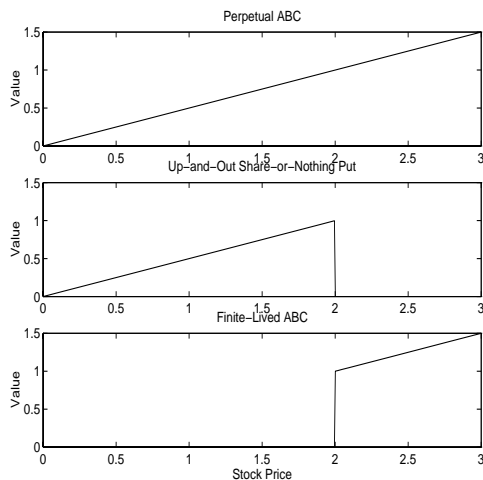 Perpetual ABC
1.5
1
0.5
0
Value
0 0.5 1 1.5 2 2.5 3
Up−and−Out Share−or−Nothing Put
1.5
1
0.5
0
Value
0 0.5 1 1.5 2 2.5 3
Finite−Lived ABC
1.5
1
0.5
0
Value
0 0.5 1 1.5 2 2.5 3
Stock Price